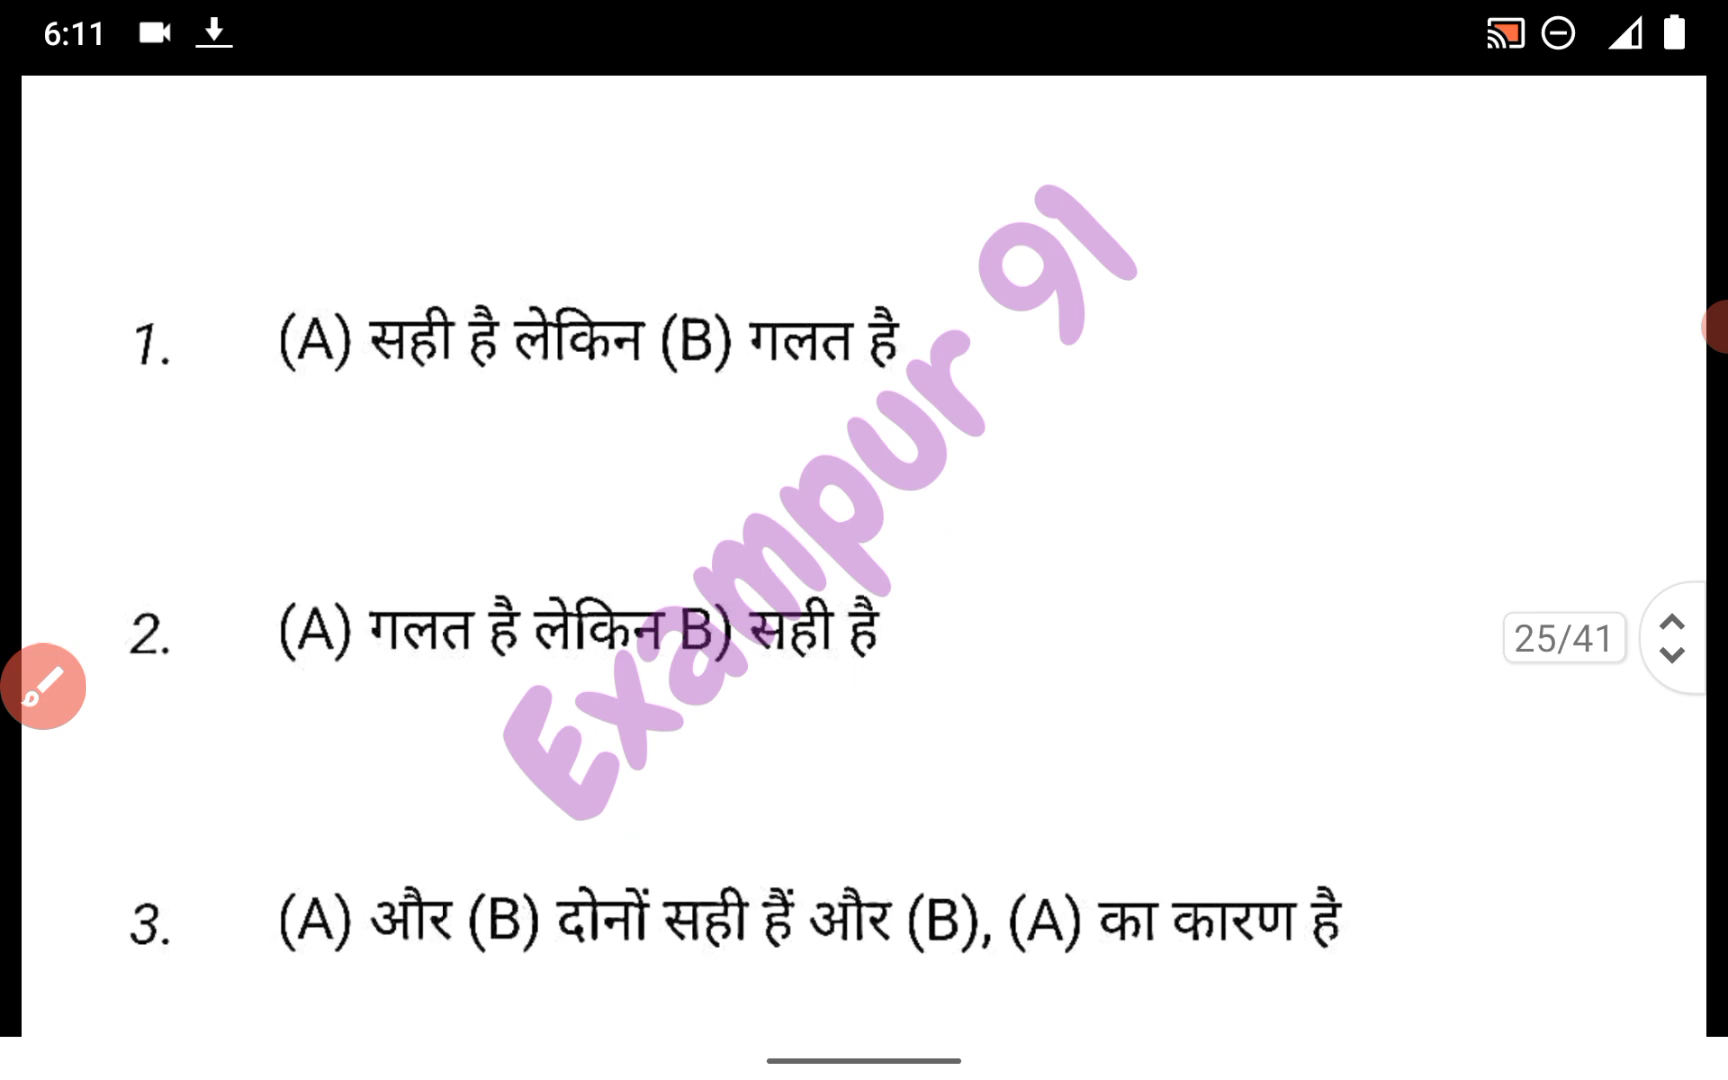 6:11
1. (A) सही है लेकिन (B) गलत है
2. (A) गलत है लेकिन B) सही है
3. (A) और (B) दोनों सही हैं और (B), (A) का कारण है
Exampur 91
25/41